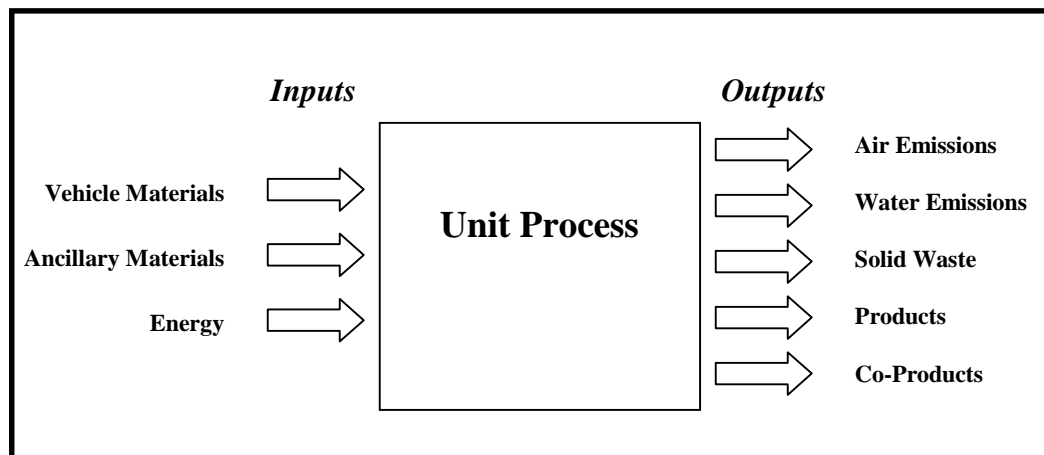 Inputs
Outputs
Vehicle Materials
Ancillary Materials
Energy
Unit Process
Air Emissions
Water Emissions
Solid Waste
Products
Co-Products